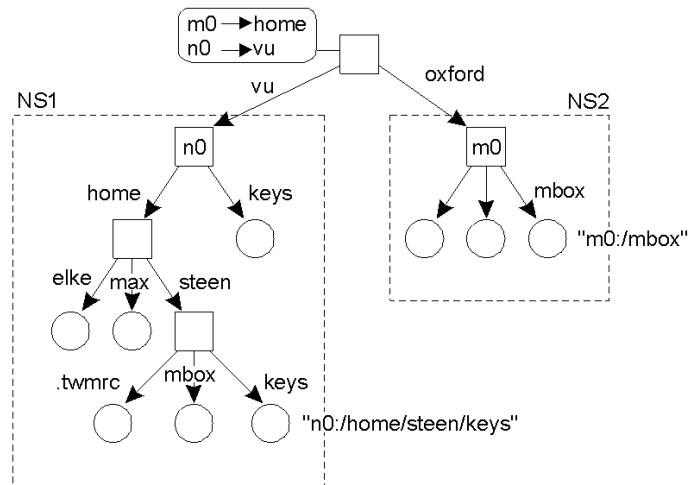 m0 → home
n0 → vu
oxford
vu
NS1
NS2
n0
m0
home
keys
mbox
"m0:/mbox"
elke
max
steen
.twmrc
mbox
keys
"n0:/home/steen/keys"